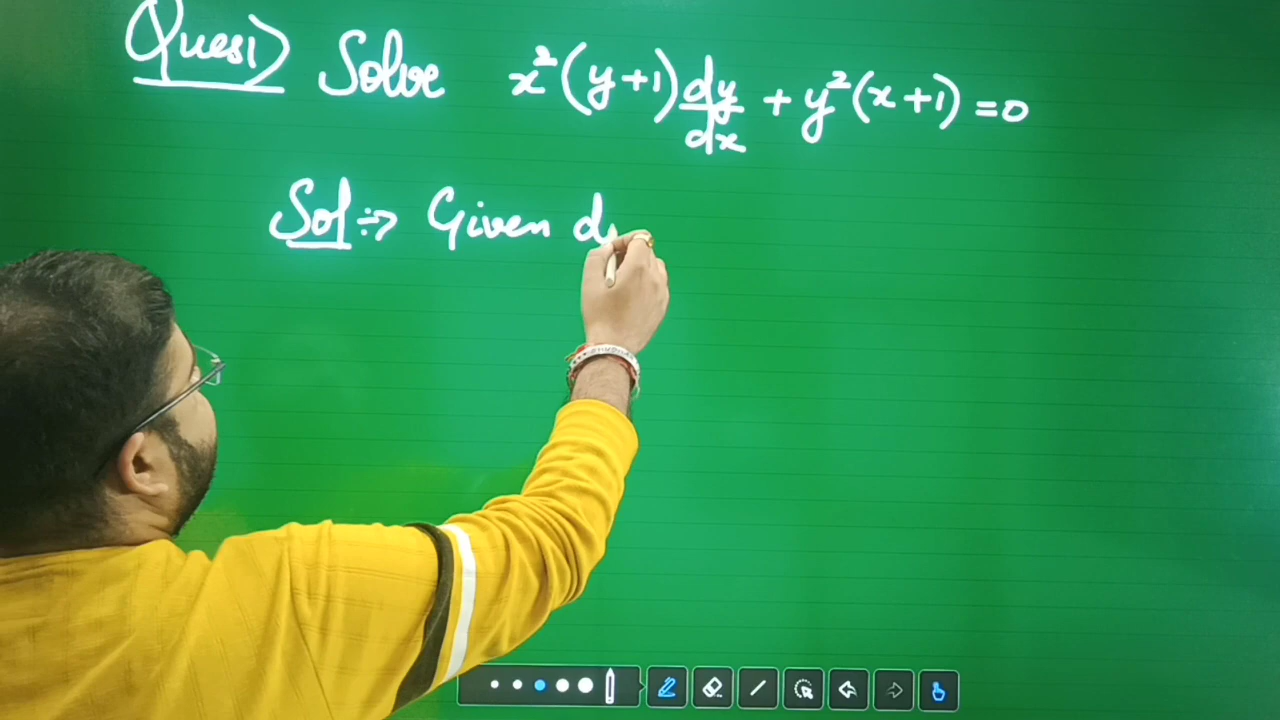 Ques1) Solve x²(y+1)dy/dx + y²(x+1) = 0
Sol :⇒ Given